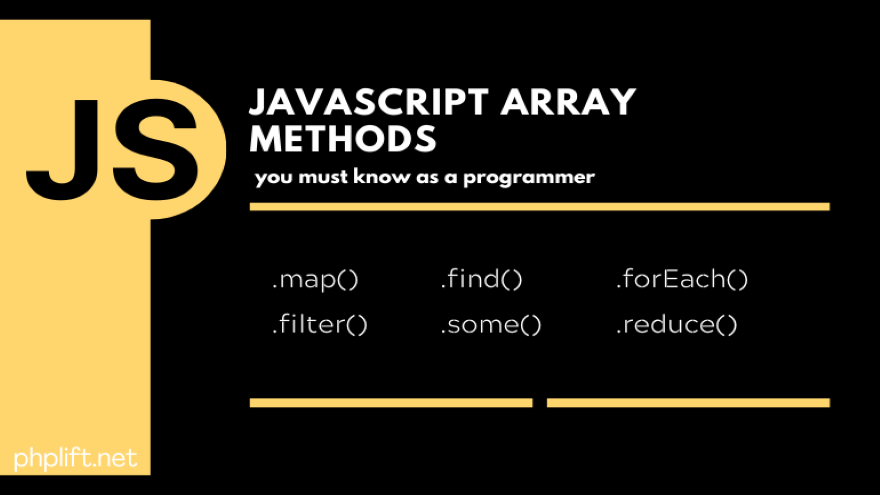 JS
JAVASCRIPT ARRAY
METHODS
you must know as a programmer
.map() .find() .forEach()
.filter() .some() .reduce()
phplift.net